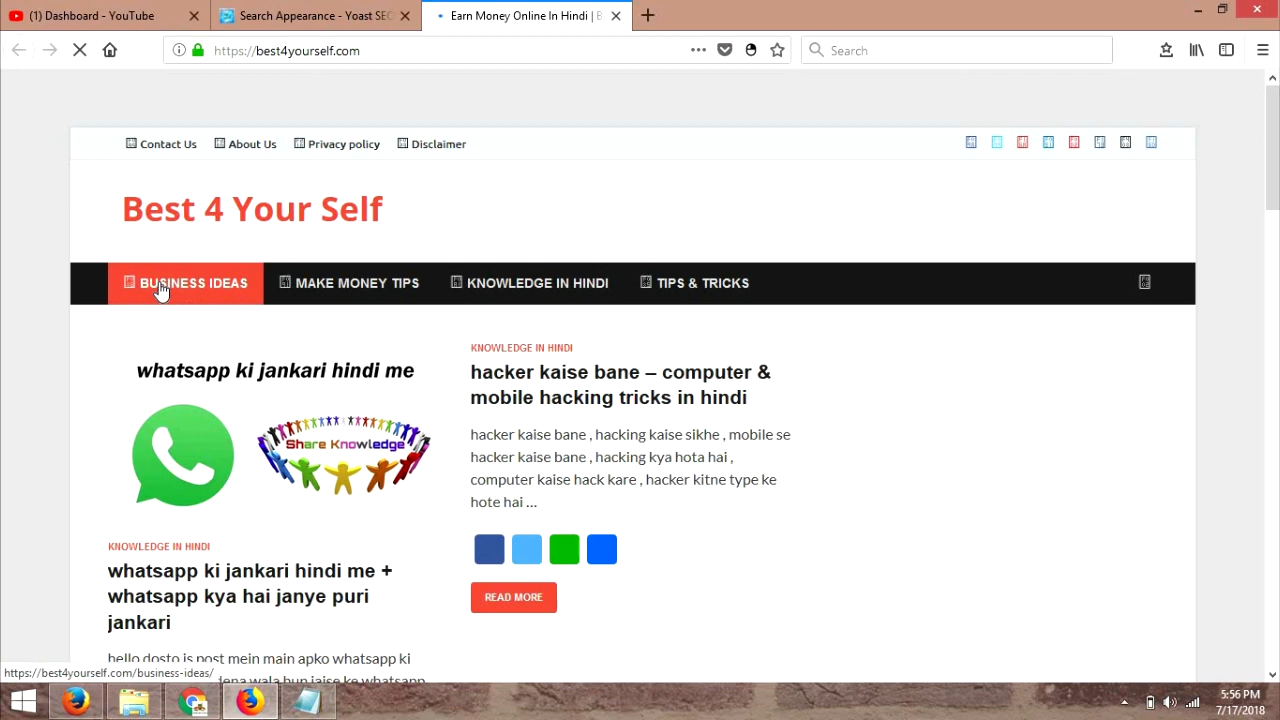 (1) Dashboard - YouTube
Search Appearance - Yoast SEO
Earn Money Online In Hindi | B
https://best4yourself.com
Search
Contact Us
About Us
Privacy policy
Disclaimer
Best 4 Your Self
BUSINESS IDEAS
MAKE MONEY TIPS
KNOWLEDGE IN HINDI
TIPS & TRICKS
whatsapp ki jankari hindi me
Share Knowledge
KNOWLEDGE IN HINDI
whatsapp ki jankari hindi me +
whatsapp kya hai janye puri
jankari
hello dosto is post mein main apko whatsapp ki
dena wala hun jaise ke whatsapp
KNOWLEDGE IN HINDI
hacker kaise bane – computer &
mobile hacking tricks in hindi
hacker kaise bane , hacking kaise sikhe , mobile se
hacker kaise bane , hacking kya hota hai ,
computer kaise hack kare , hacker kitne type ke
hote hai …
READ MORE
https://best4yourself.com/business-ideas/
5:56 PM
7/17/2018